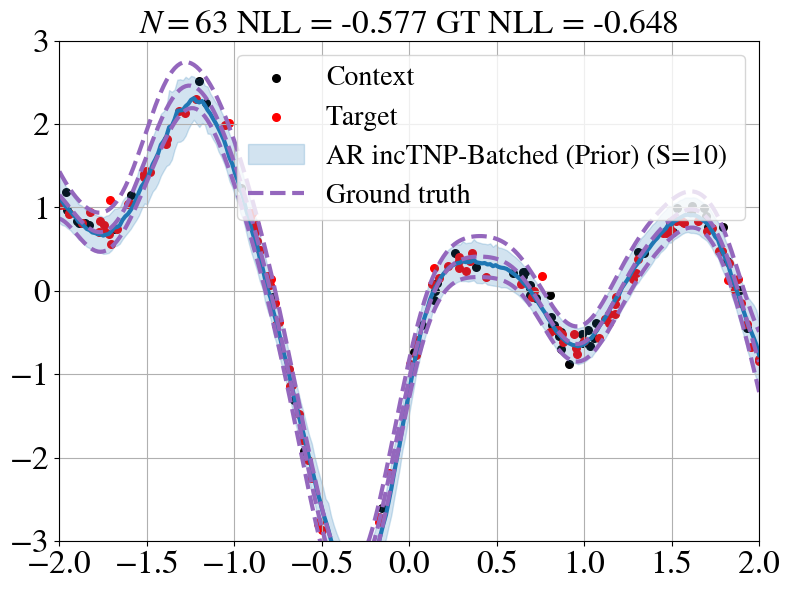 N = 63 NLL = -0.577 GT NLL = -0.648
3
2
1
0
−1
−2
−3
Context
Target
AR incTNP-Batched (Prior) (S=10)
Ground truth
−2.0 −1.5 −1.0 −0.5 0.0 0.5 1.0 1.5 2.0